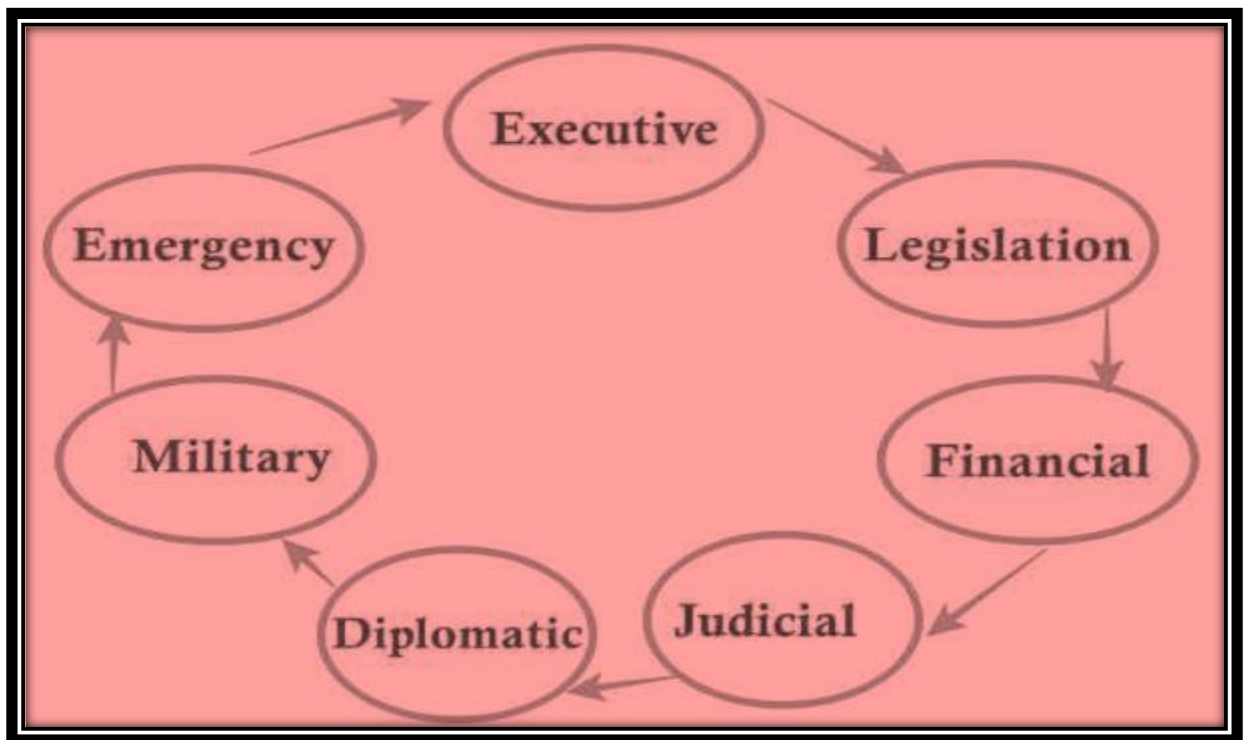 Executive
Legislation
Financial
Judicial
Diplomatic
Military
Emergency